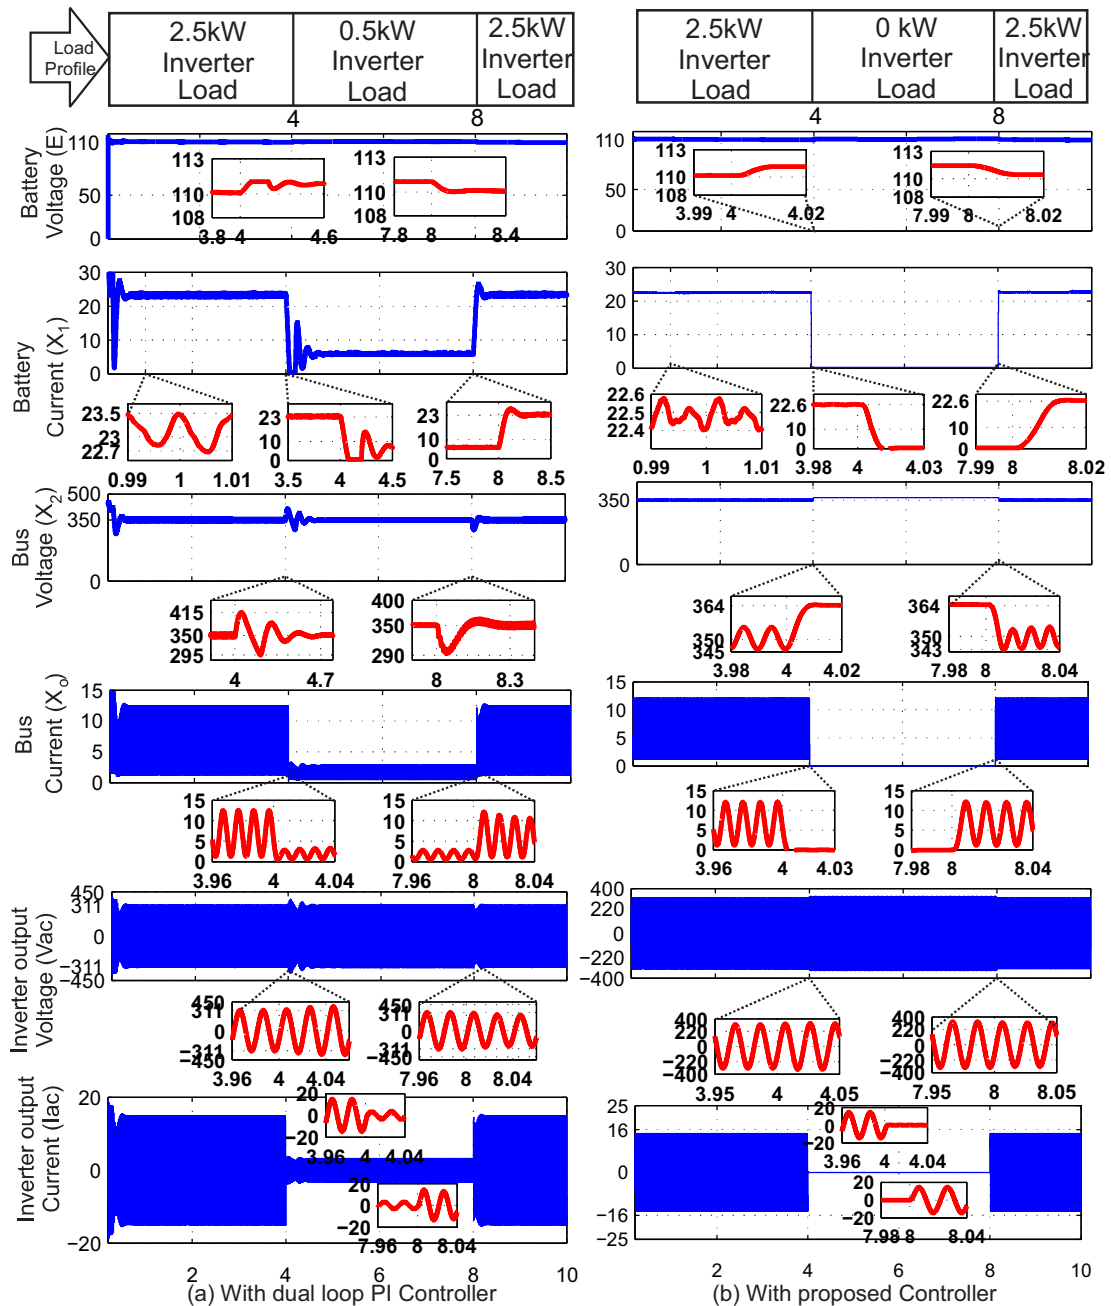 Load
Profile
2.5kW
Inverter
Load
0.5kW
Inverter
Load
2.5kW
Inverter
Load
4
8
2.5kW
Inverter
Load
0 kW
Inverter
Load
2.5kW
Inverter
Load
4
8
Battery
Voltage (E)
110
50
0
113
110
108
3.8 4 4.6
113
110
108
7.8 8 8.4
110
50
0
113
110
108
3.99 4 4.02
113
110
108
7.99 8 8.02
Battery
Current (X1)
30
20
10
0
23.5
23
22.7
0.99 1 1.01
23
10
0
3.5 4 4.5
23
10
0
7.5 8 8.5
30
20
10
0
22.6
22.5
22.4
0.99 1 1.01
22.6
10
0
3.98 4 4.03
22.6
10
0
7.99 8 8.02
Bus
Voltage (X2)
500
350
0
415
350
295
4 4.7
400
350
290
8 8.3
350
0
364
350
345
3.98 4 4.02
364
350
343
7.98 8 8.04
Bus
Current (Xo)
15
10
5
0
15
10
5
0
3.96 4 4.04
15
10
5
0
7.96 8 8.04
15
10
5
0
15
10
5
0
3.96 4 4.03
15
10
5
0
7.98 8 8.04
Inverter output
Voltage (Vac)
450
311
0
−311
−450
450
311
0
−311
−450
3.96 4 4.04
450
311
0
−311
−450
7.96 8 8.04
400
220
0
−220
−400
400
220
0
−220
−400
3.95 4 4.05
400
220
0
−220
−400
7.95 8 8.05
Inverter output
Current (Iac)
20
0
−20
20
0
−20
3.96 4 4.04
20
0
−20
7.96 8 8.04
2 4 6 8 10
25
16
0
−16
−25
20
0
−20
3.96 4 4.04
20
0
−20
7.98 8 8.04
2 4 6 8 10
(a) With dual loop PI Controller
(b) With proposed Controller